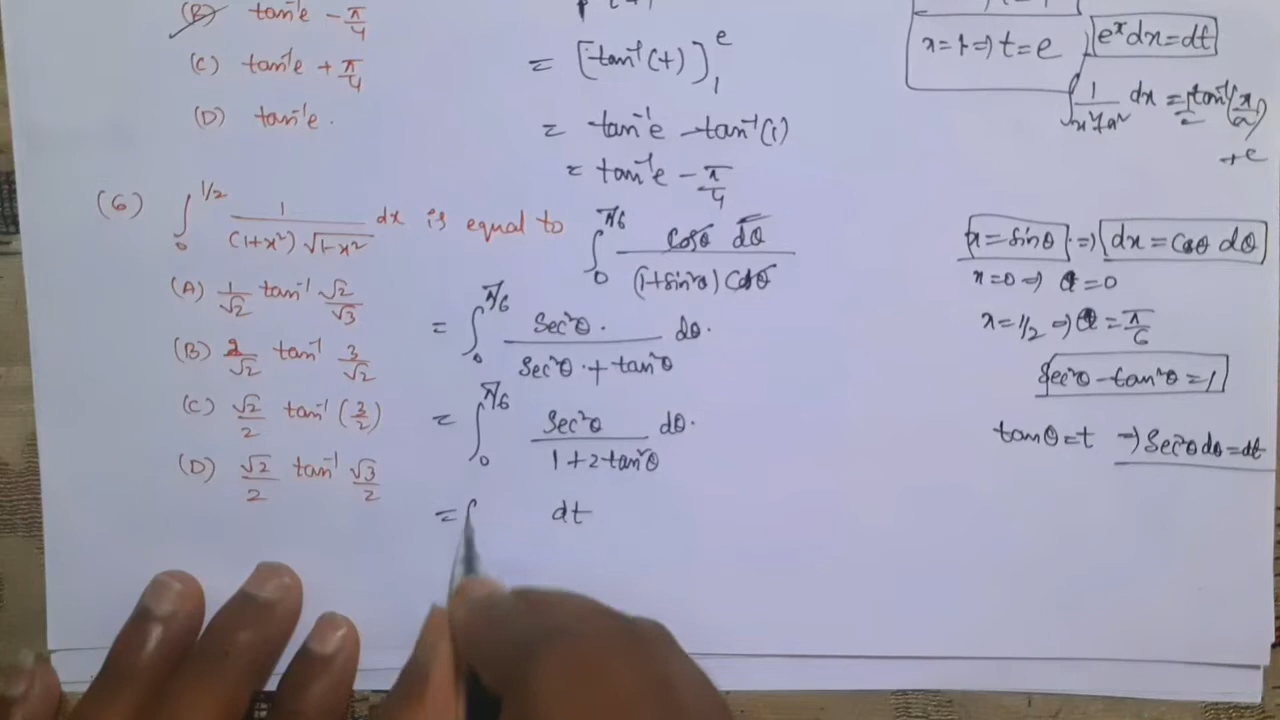 (B) tan⁻¹e − π/4
(C) tan⁻¹e + π/4
(D) tan⁻¹e.
= [tan⁻¹(t)]₁ᵉ
= tan⁻¹e − tan⁻¹(1)
= tan⁻¹e − π/4
x=1 ⇒ t=e
eˣdx=dt
∫ 1/(x²+a²) dx = 1/a tan⁻¹(x/a)
+c
(6) ∫₀^(1/2) 1/((1+x²)√(1-x²)) dx is equal to
(A) 1/√2 tan⁻¹ √2/√3
(B) 2/√2 tan⁻¹ 3/√2
(C) √2/2 tan⁻¹(3/2)
(D) √2/2 tan⁻¹ √3/2
∫₀^(π/6) cosθ dθ/((1+sin²θ) cosθ)
= ∫₀^(π/6) sec²θ·/(sec²θ·+tan²θ) dθ·
= ∫₀^(π/6) sec²θ/(1+2tan²θ) dθ·
= ∫ dt
x=sinθ ⇒ dx=cosθ dθ
x=0 ⇒ θ=0
x=1/2 ⇒ θ=π/6
sec²θ−tan²θ=1
tanθ=t ⇒ sec²θdθ=dt